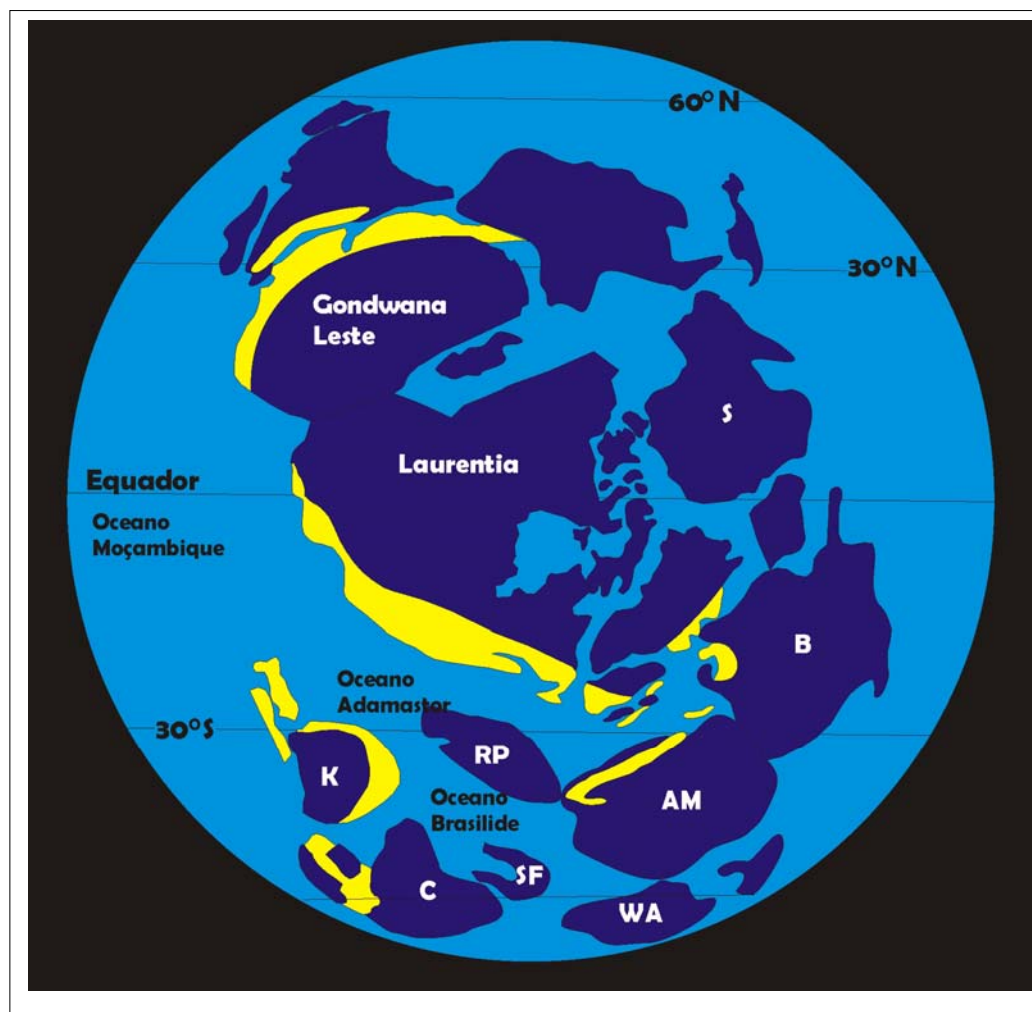 60°N
30°N
Gondwana
Leste
S
Laurentia
Equador
Oceano
Moçambique
B
Oceano
Adamastor
30°S
RP
K
Oceano
Brasilide
AM
SF
C
WA